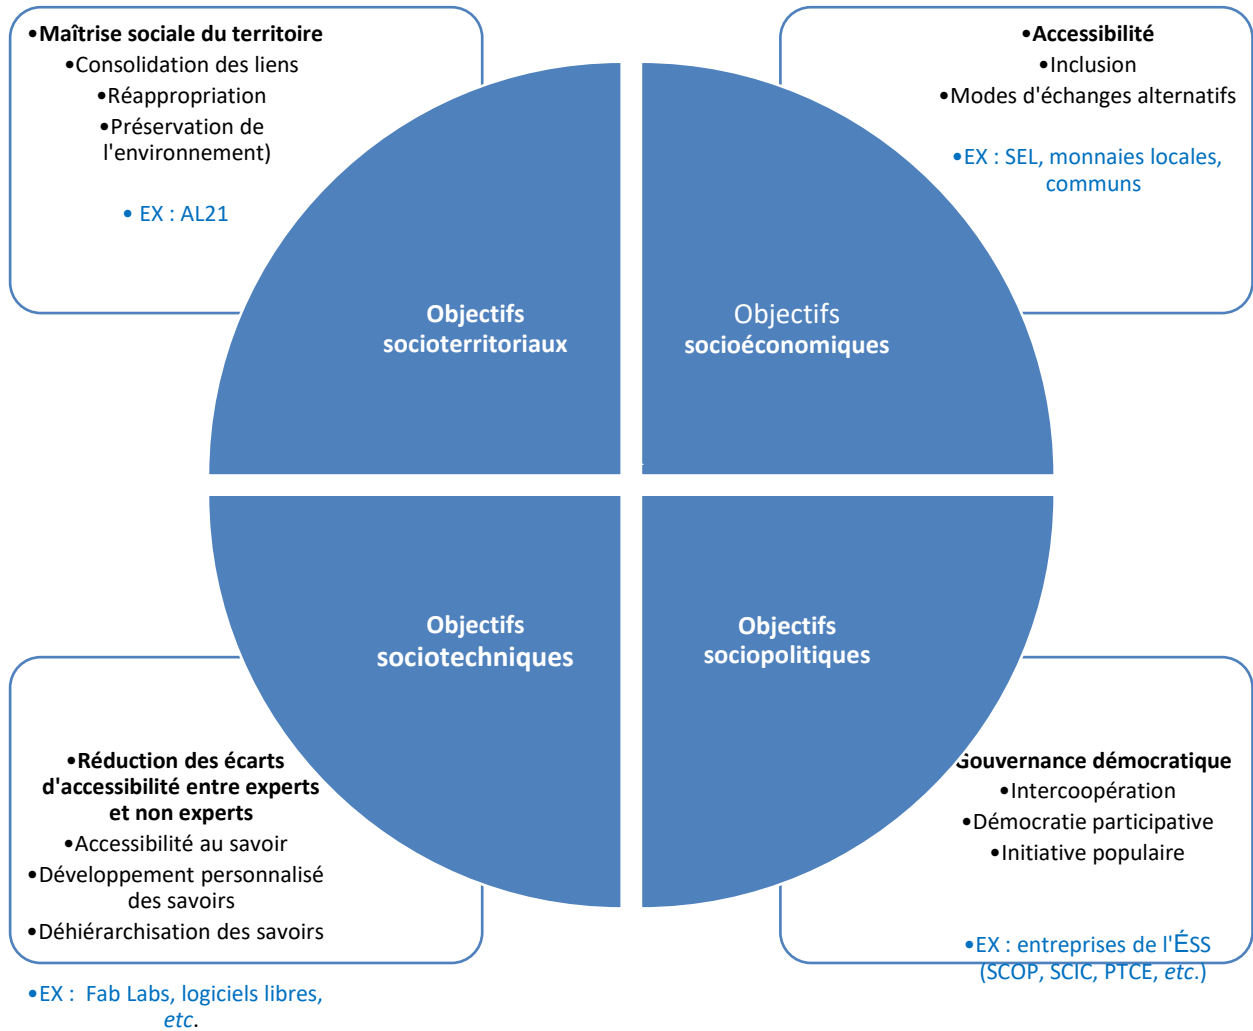 •Maîtrise sociale du territoire
•Consolidation des liens
•Réappropriation
•Préservation de
l'environnement)
• EX : AL21
•Accessibilité
•Inclusion
•Modes d'échanges alternatifs
•EX : SEL, monnaies locales,
communs
Objectifs
socioterritoriaux
Objectifs
socioéconomiques
Objectifs
sociotechniques
Objectifs
sociopolitiques
•Réduction des écarts
d'accessibilité entre experts
et non experts
•Accessibilité au savoir
•Développement personnalisé
des savoirs
•Déhiérarchisation des savoirs
•EX : Fab Labs, logiciels libres,
etc.
Gouvernance démocratique
•Intercoopération
•Démocratie participative
•Initiative populaire
•EX : entreprises de l'ÉSS
(SCOP, SCIC, PTCE, etc.)